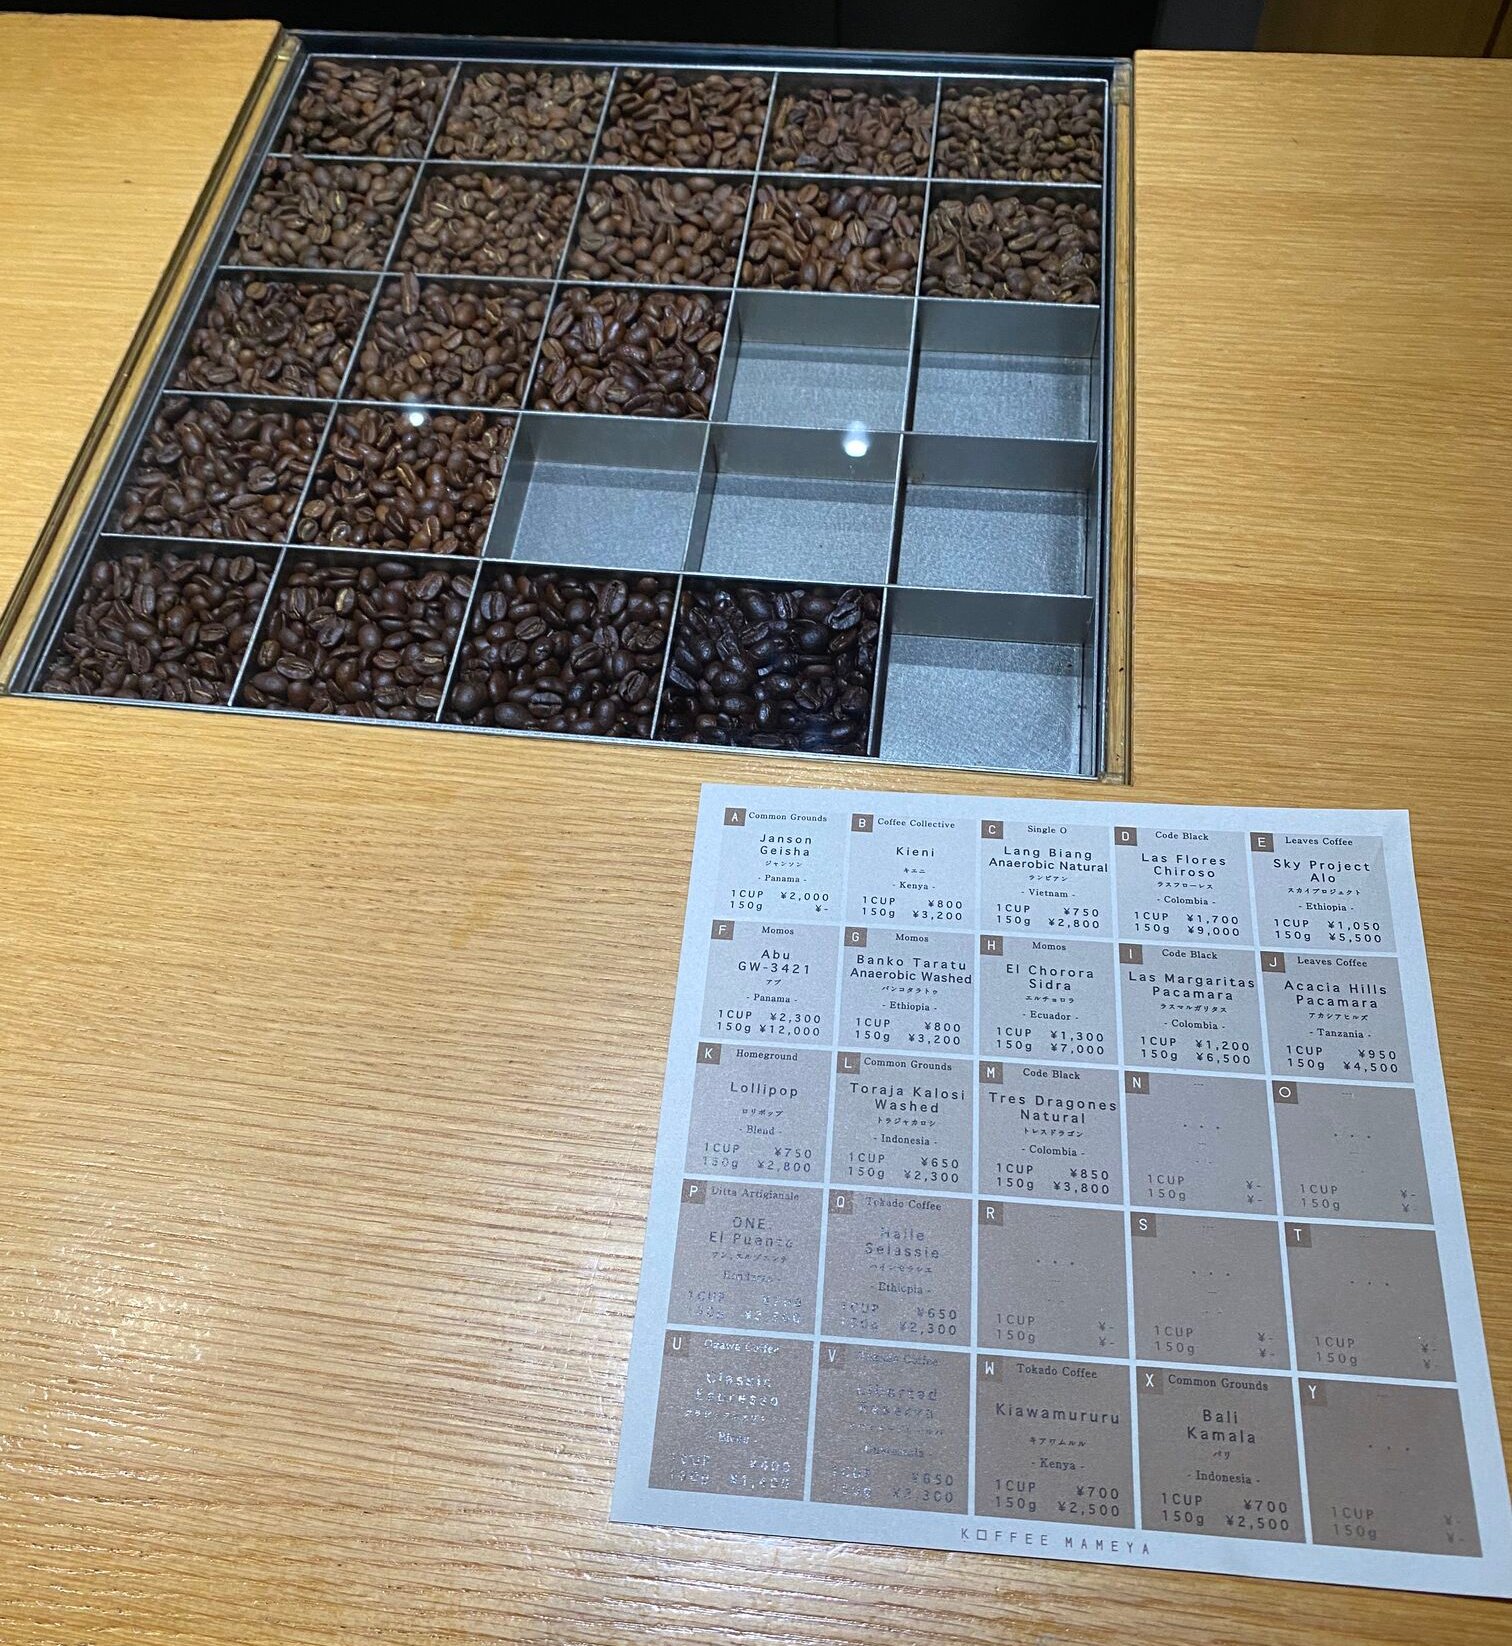 A Common Grounds
Janson
Geisha
ジャンソン
- Panama -
1CUP ¥2,000
150g ¥-
B Coffee Collective
Kieni
キエニ
- Kenya -
1CUP ¥800
150g ¥3,200
C Single O
Lang Biang
Anaerobic Natural
ランビアン
- Vietnam -
1CUP ¥750
150g ¥2,800
D Code Black
Las Flores
Chiroso
ラスフローレス
- Colombia -
1CUP ¥1,700
150g ¥9,000
E Leaves Coffee
Sky Project
Alo
スカイプロジェクト
- Ethiopia -
1CUP ¥1,050
150g ¥5,500
F Momos
Abu
GW-3421
アブ
- Panama -
1CUP ¥2,300
150g ¥12,000
G Momos
Banko Taratu
Anaerobic Washed
バンコタラトゥ
- Ethiopia -
1CUP ¥800
150g ¥3,200
H Momos
El Chorora
Sidra
エルチョロラ
- Ecuador -
1CUP ¥1,300
150g ¥7,000
I Code Black
Las Margaritas
Pacamara
ラスマルガリタス
- Colombia -
1CUP ¥1,200
150g ¥6,500
J Leaves Coffee
Acacia Hills
Pacamara
アカシアヒルズ
- Tanzania -
1CUP ¥950
150g ¥4,500
K Homeground
Lollipop
ロリポップ
- Blend -
1CUP ¥750
150g ¥2,800
L Common Grounds
Toraja Kalosi
Washed
トラジャカロシ
- Indonesia -
1CUP ¥650
150g ¥2,300
M Code Black
Tres Dragones
Natural
トレスドラゴン
- Colombia -
1CUP ¥850
150g ¥3,800
N ...
...
1CUP ¥-
150g ¥-
O ...
...
1CUP ¥-
150g ¥-
P Ditta Artigianale
ONE.
El Puente
1CUP
150g
Q Tokado Coffee
Haile
Selassie
ハイレセラシエ
- Ethiopia -
1CUP ¥650
150g ¥2,300
R ...
...
1CUP ¥-
150g ¥-
S ...
...
1CUP ¥-
150g ¥-
T ...
...
1CUP ¥-
150g ¥-
U Ozawa Coffee
Classic
Espresso
- Blend -
1CUP ¥400
150g
V Coffee
1CUP ¥650
150g ¥2,300
W Tokado Coffee
Kiawamururu
キアワムルル
- Kenya -
1CUP ¥700
150g ¥2,500
X Common Grounds
Bali
Kamala
バリ
- Indonesia -
1CUP ¥700
150g ¥2,500
Y ...
...
1CUP ¥-
150g ¥-
K☐FFEE MAMEYA